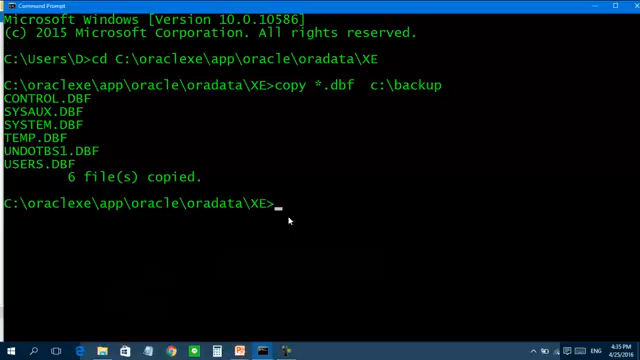 Command Prompt
Microsoft Windows [Version 10.0.10586]
(c) 2015 Microsoft Corporation. All rights reserved.
C:\Users\D>cd C:\oraclexe\app\oracle\oradata\XE
C:\oraclexe\app\oracle\oradata\XE>copy *.dbf  c:\backup
CONTROL.DBF
SYSAUX.DBF
SYSTEM.DBF
TEMP.DBF
UNDOTBS1.DBF
USERS.DBF
        6 file(s) copied.
C:\oraclexe\app\oracle\oradata\XE>
4:35 PM
4/25/2016